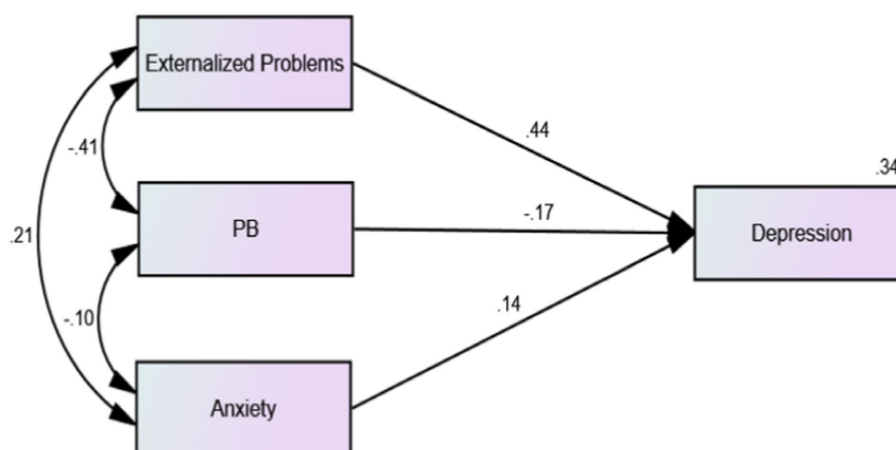 Externalized Problems
.44
-.41
.34
-.17
PB
Depression
.21
.14
-.10
Anxiety